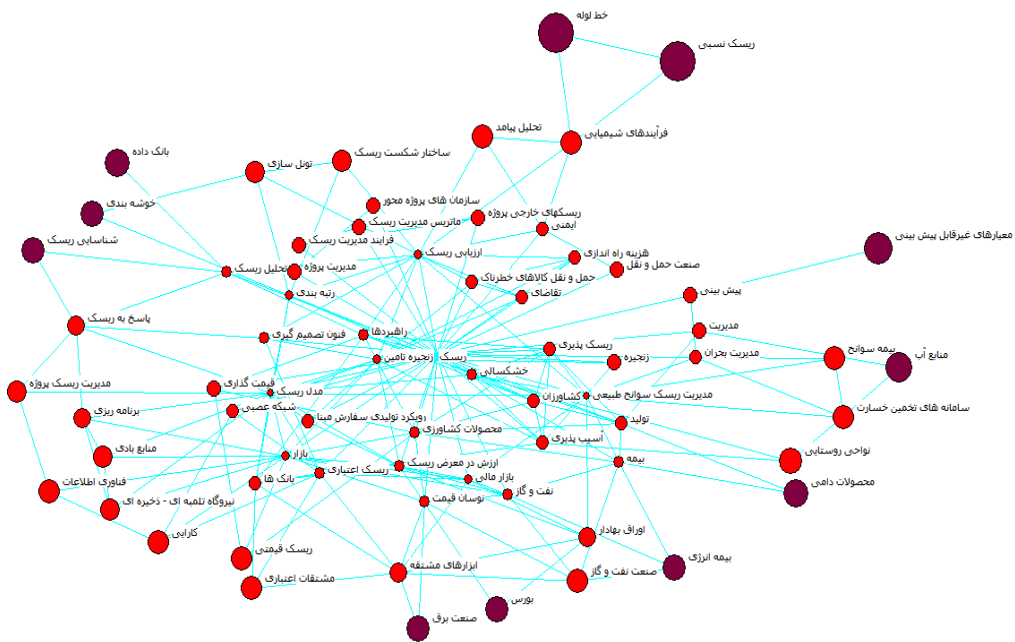 خط لوله
ریسک نسبی
تحلیل پیامد
فرآیندهای شیمیایی
بانک داده
ساختار شکست ریسک
تونل سازی
خوشه بندی
سازمان های پروژه محور
ریسکهای خارجی پروژه
ماتریس مدیریت ریسک
ایمنی
معیارهای غیرقابل پیش بینی
شناسایی ریسک
فرایند مدیریت ریسک
ارزیابی ریسک
هزینه راه اندازی
صنعت حمل و نقل
تحلیل ریسک
مدیریت پروژه
حمل و نقل کالاهای خطرناک
رتبه بندی
تقاضای
پیش بینی
پاسخ به ریسک
فنون تصمیم گیری
راهبردها
مدیریت
ریسک پذیری
زنجیره تامین
ریسک
زنجیره
مدیریت بحران
بیمه سوانح
منابع آب
خشکسالی
مدیریت ریسک پروژه
قیمت گذاری
مدل ریسک
کشاورزان
مدیریت ریسک سوانح طبیعی
برنامه ریزی
شبکه عصبی
رویکرد تولیدی سفارش مبنا
تولید
سامانه های تخمین خسارت
محصولات کشاورزی
آسیب پذیری
منابع بادی
بازار
نواحی روستایی
ریسک اعتباری
ارزش در معرض ریسک
بیمه
بانک ها
بازار مالی
فناوری اطلاعات
نفت و گاز
محصولات دامی
نیروگاه تلمبه ای - ذخیره ای
نوسان قیمت
کارایی
اوراق بهادار
ریسک قیمتی
ابزارهای مشتقه
بیمه انرژی
مشتقات اعتباری
صنعت نفت و گاز
بورس
صنعت برق